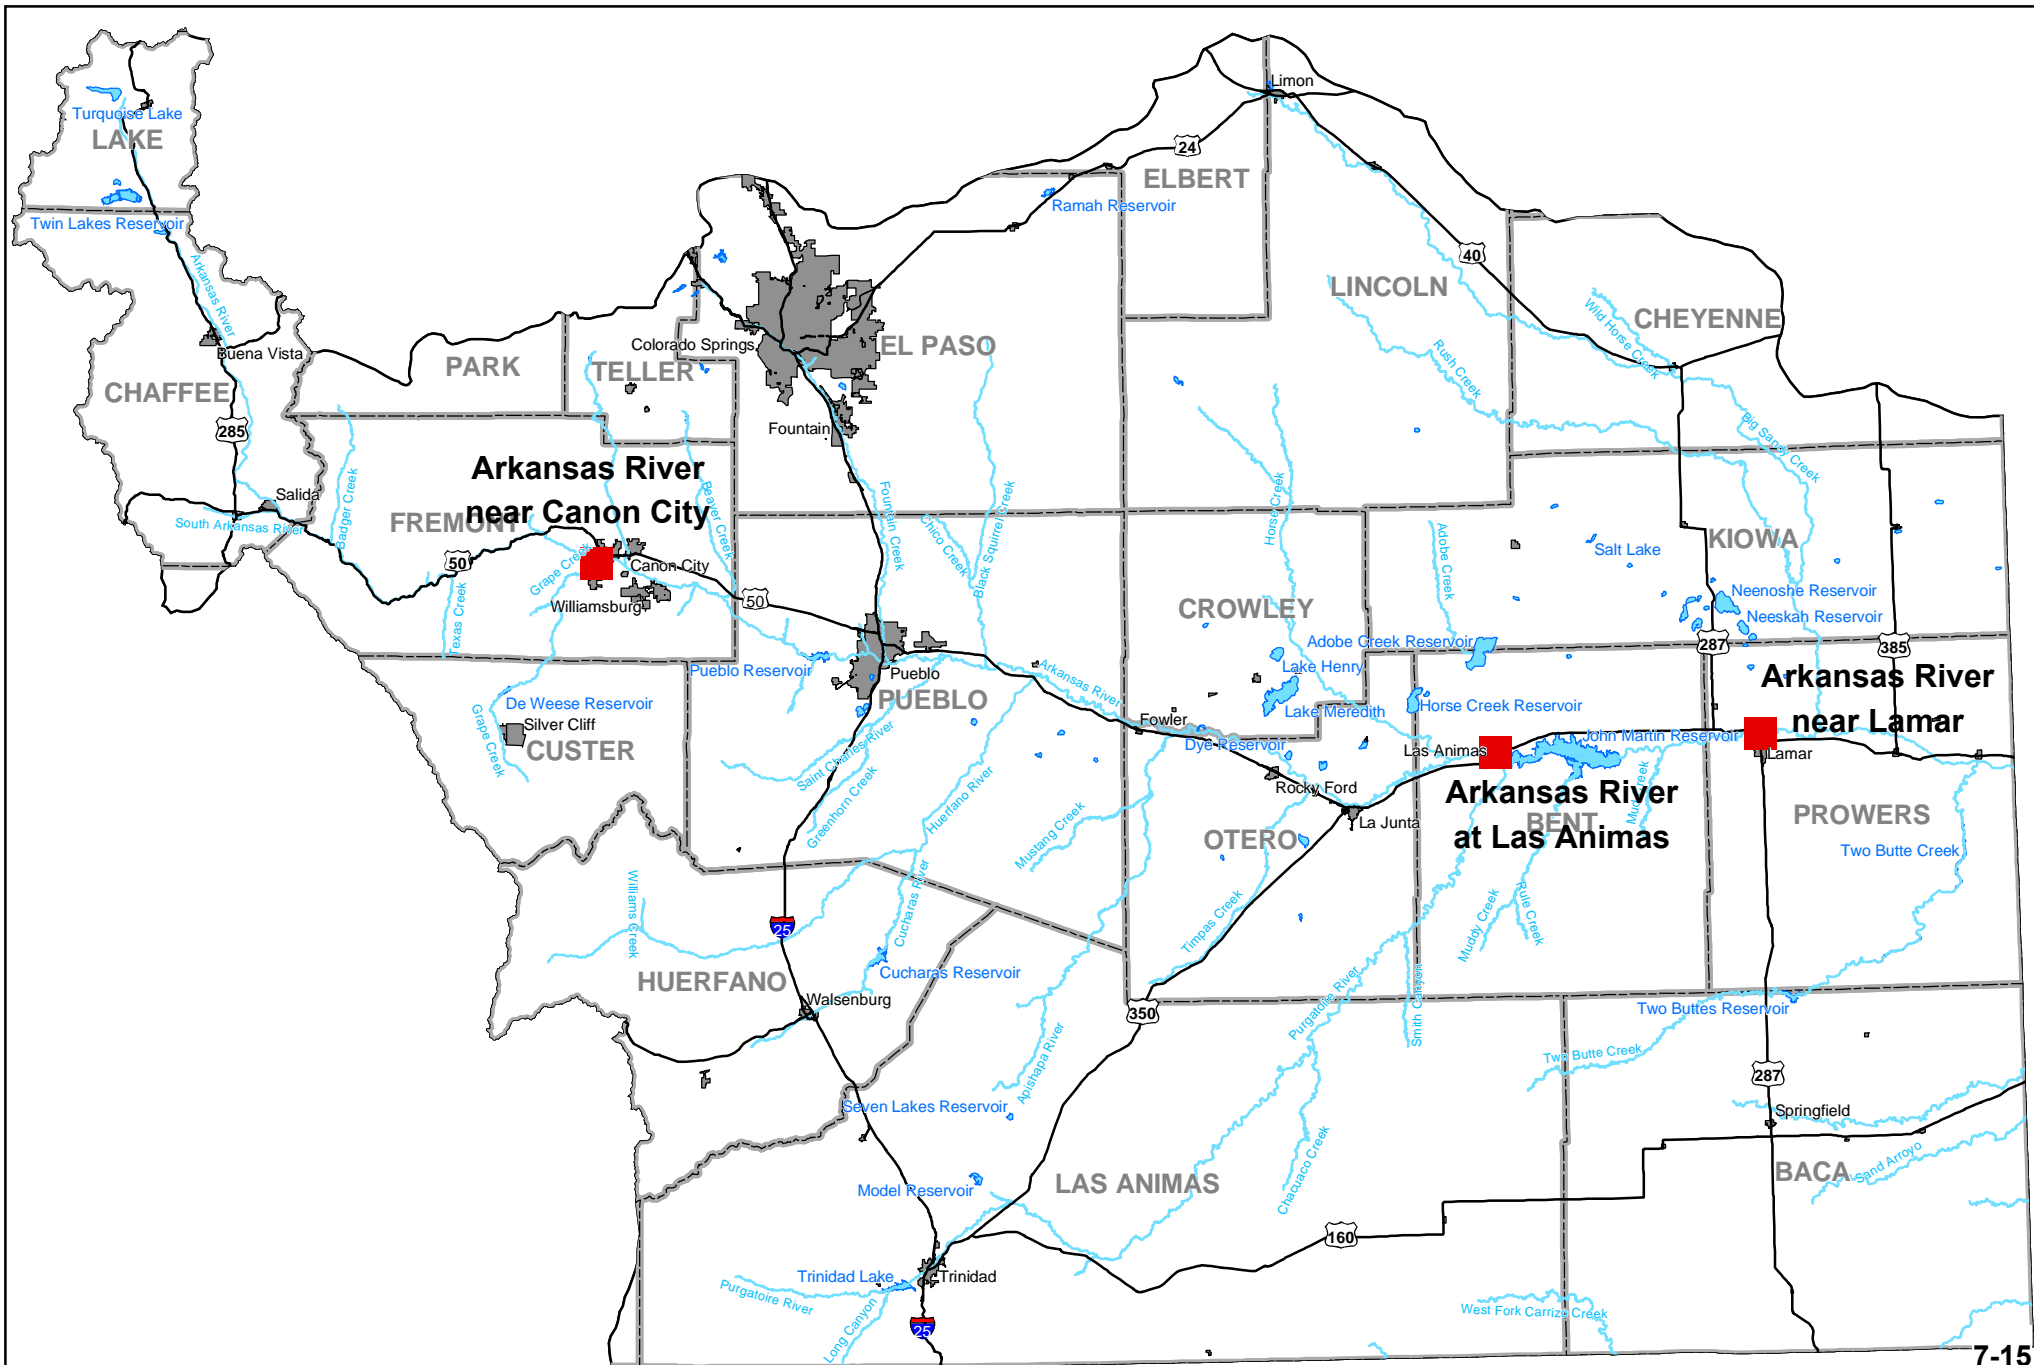 Limon
Turquoise Lake
LAKE
24
ELBERT
Ramah Reservoir
Twin Lakes Reservoir
Arkansas River
40
LINCOLN
Wild Horse Creek
CHEYENNE
Colorado Springs
EL PASO
Rush Creek
Buena Vista
PARK
TELLER
CHAFFEE
285
Fountain
Big Sandy Creek
Arkansas River
near Canon City
Salida
South Arkansas River
Badger Creek
FREMONT
Beaver Creek
Fountain Creek
Chico Creek
Black Squirrel Creek
Horse Creek
Adobe Creek
Salt Lake
KIOWA
50
Grape Creek
Canon City
Williamsburg
50
Texas Creek
CROWLEY
Neenoshe Reservoir
Neeskah Reservoir
Adobe Creek Reservoir
287
385
Pueblo Reservoir
Pueblo
PUEBLO
Arkansas River
Lake Henry
Lake Meredith
Horse Creek Reservoir
Arkansas River
near Lamar
De Weese Reservoir
Silver Cliff
CUSTER
Grape Creek
Fowler
Dye Reservoir
Las Animas
John Martin Reservoir
Lamar
Saint Charles River
Greenhorn Creek
Huerfano River
Mustang Creek
Rocky Ford
La Junta
OTERO
Arkansas River
at Las Animas
BENT
Mud Creek
PROWERS
Two Butte Creek
Williams Creek
Cucharas River
25
Timpas Creek
Muddy Creek
Rule Creek
HUERFANO
Cucharas Reservoir
Walsenburg
350
Purgatoire River
Smith Canyon
Two Buttes Reservoir
Two Butte Creek
Apishapa River
287
Seven Lakes Reservoir
Springfield
Chacuaco Creek
Model Reservoir
LAS ANIMAS
BACA
Sand Arroyo
160
Trinidad Lake
Trinidad
Purgatoire River
Long Canyon
25
West Fork Carrizo Creek
7-15